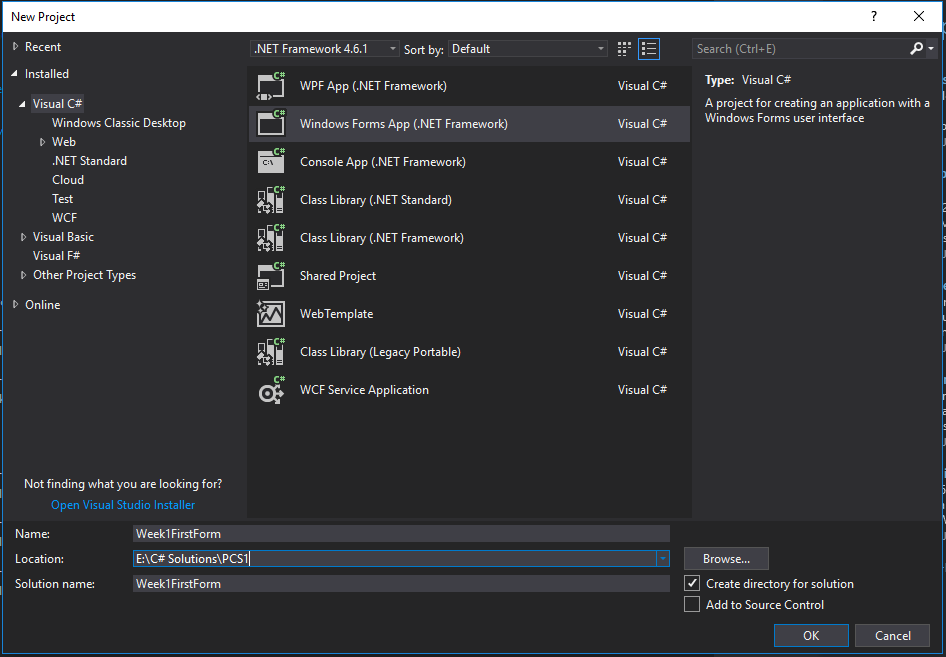 New Project
?
Recent
.NET Framework 4.6.1
Sort by:
Default
Search (Ctrl+E)
Installed
Visual C#
Windows Classic Desktop
Web
.NET Standard
Cloud
Test
WCF
Visual Basic
Visual F#
Other Project Types
Online
Not finding what you are looking for?
Open Visual Studio Installer
C# WPF App (.NET Framework) Visual C#
C# Windows Forms App (.NET Framework) Visual C#
C# C:\ Console App (.NET Framework) Visual C#
C# Class Library (.NET Standard) Visual C#
C# Class Library (.NET Framework) Visual C#
C# Shared Project Visual C#
WebTemplate Visual C#
C# Class Library (Legacy Portable) Visual C#
C# WCF Service Application Visual C#
Type: Visual C#
A project for creating an application with a
Windows Forms user interface
Name: Week1FirstForm
Location: E:\C# Solutions\PCS1
Browse...
Solution name: Week1FirstForm
Create directory for solution
Add to Source Control
OK
Cancel